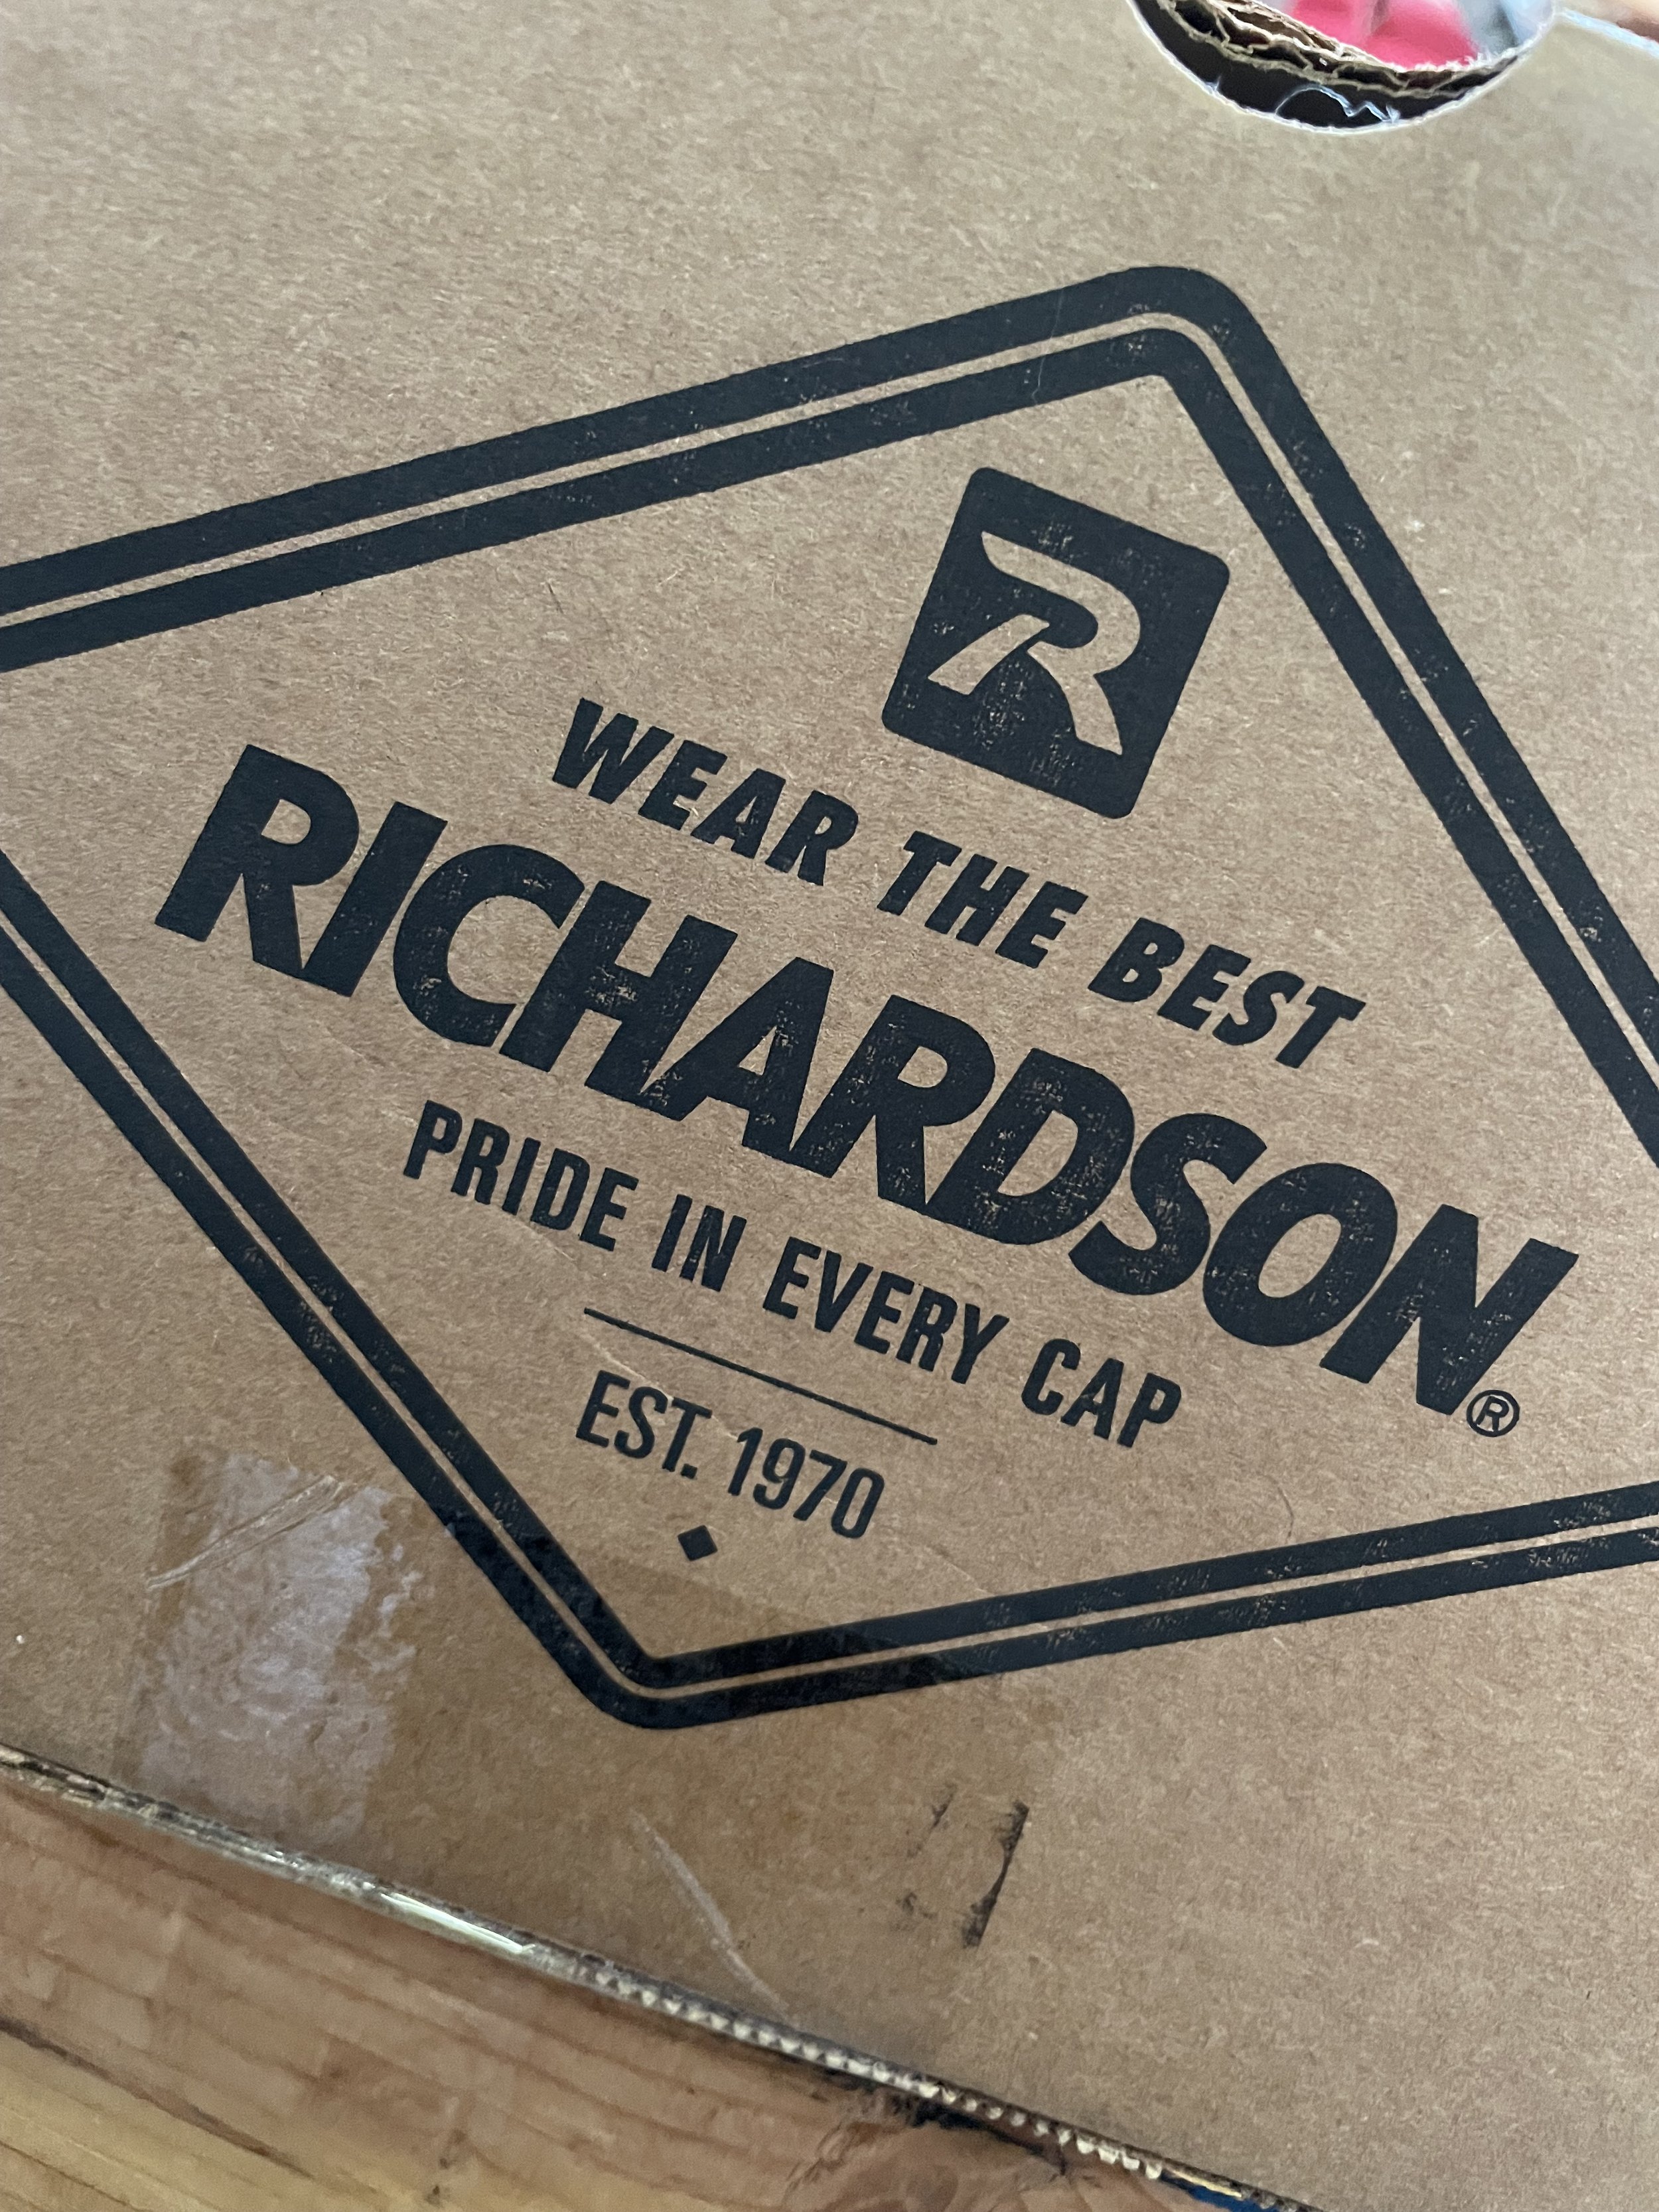 R
WEAR THE BEST
RICHARDSON®
PRIDE IN EVERY CAP
EST. 1970